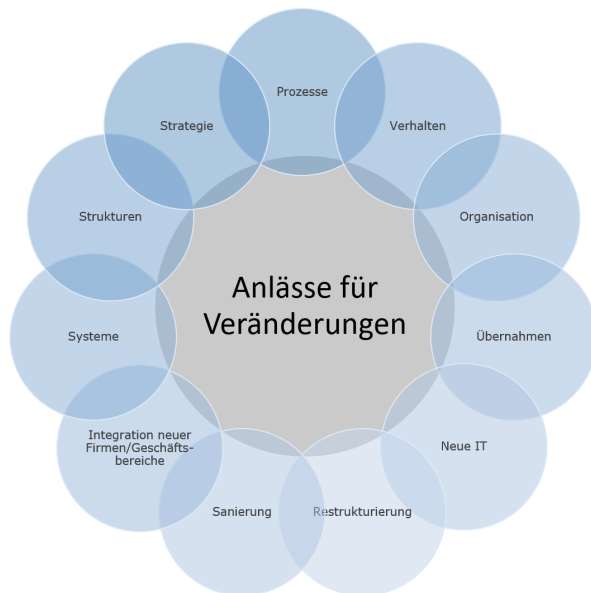 Anlässe für
Veränderungen
Prozesse
Verhalten
Organisation
Übernahmen
Neue IT
Restrukturierung
Sanierung
Integration neuer
Firmen/Geschäfts-
bereiche
Systeme
Strukturen
Strategie